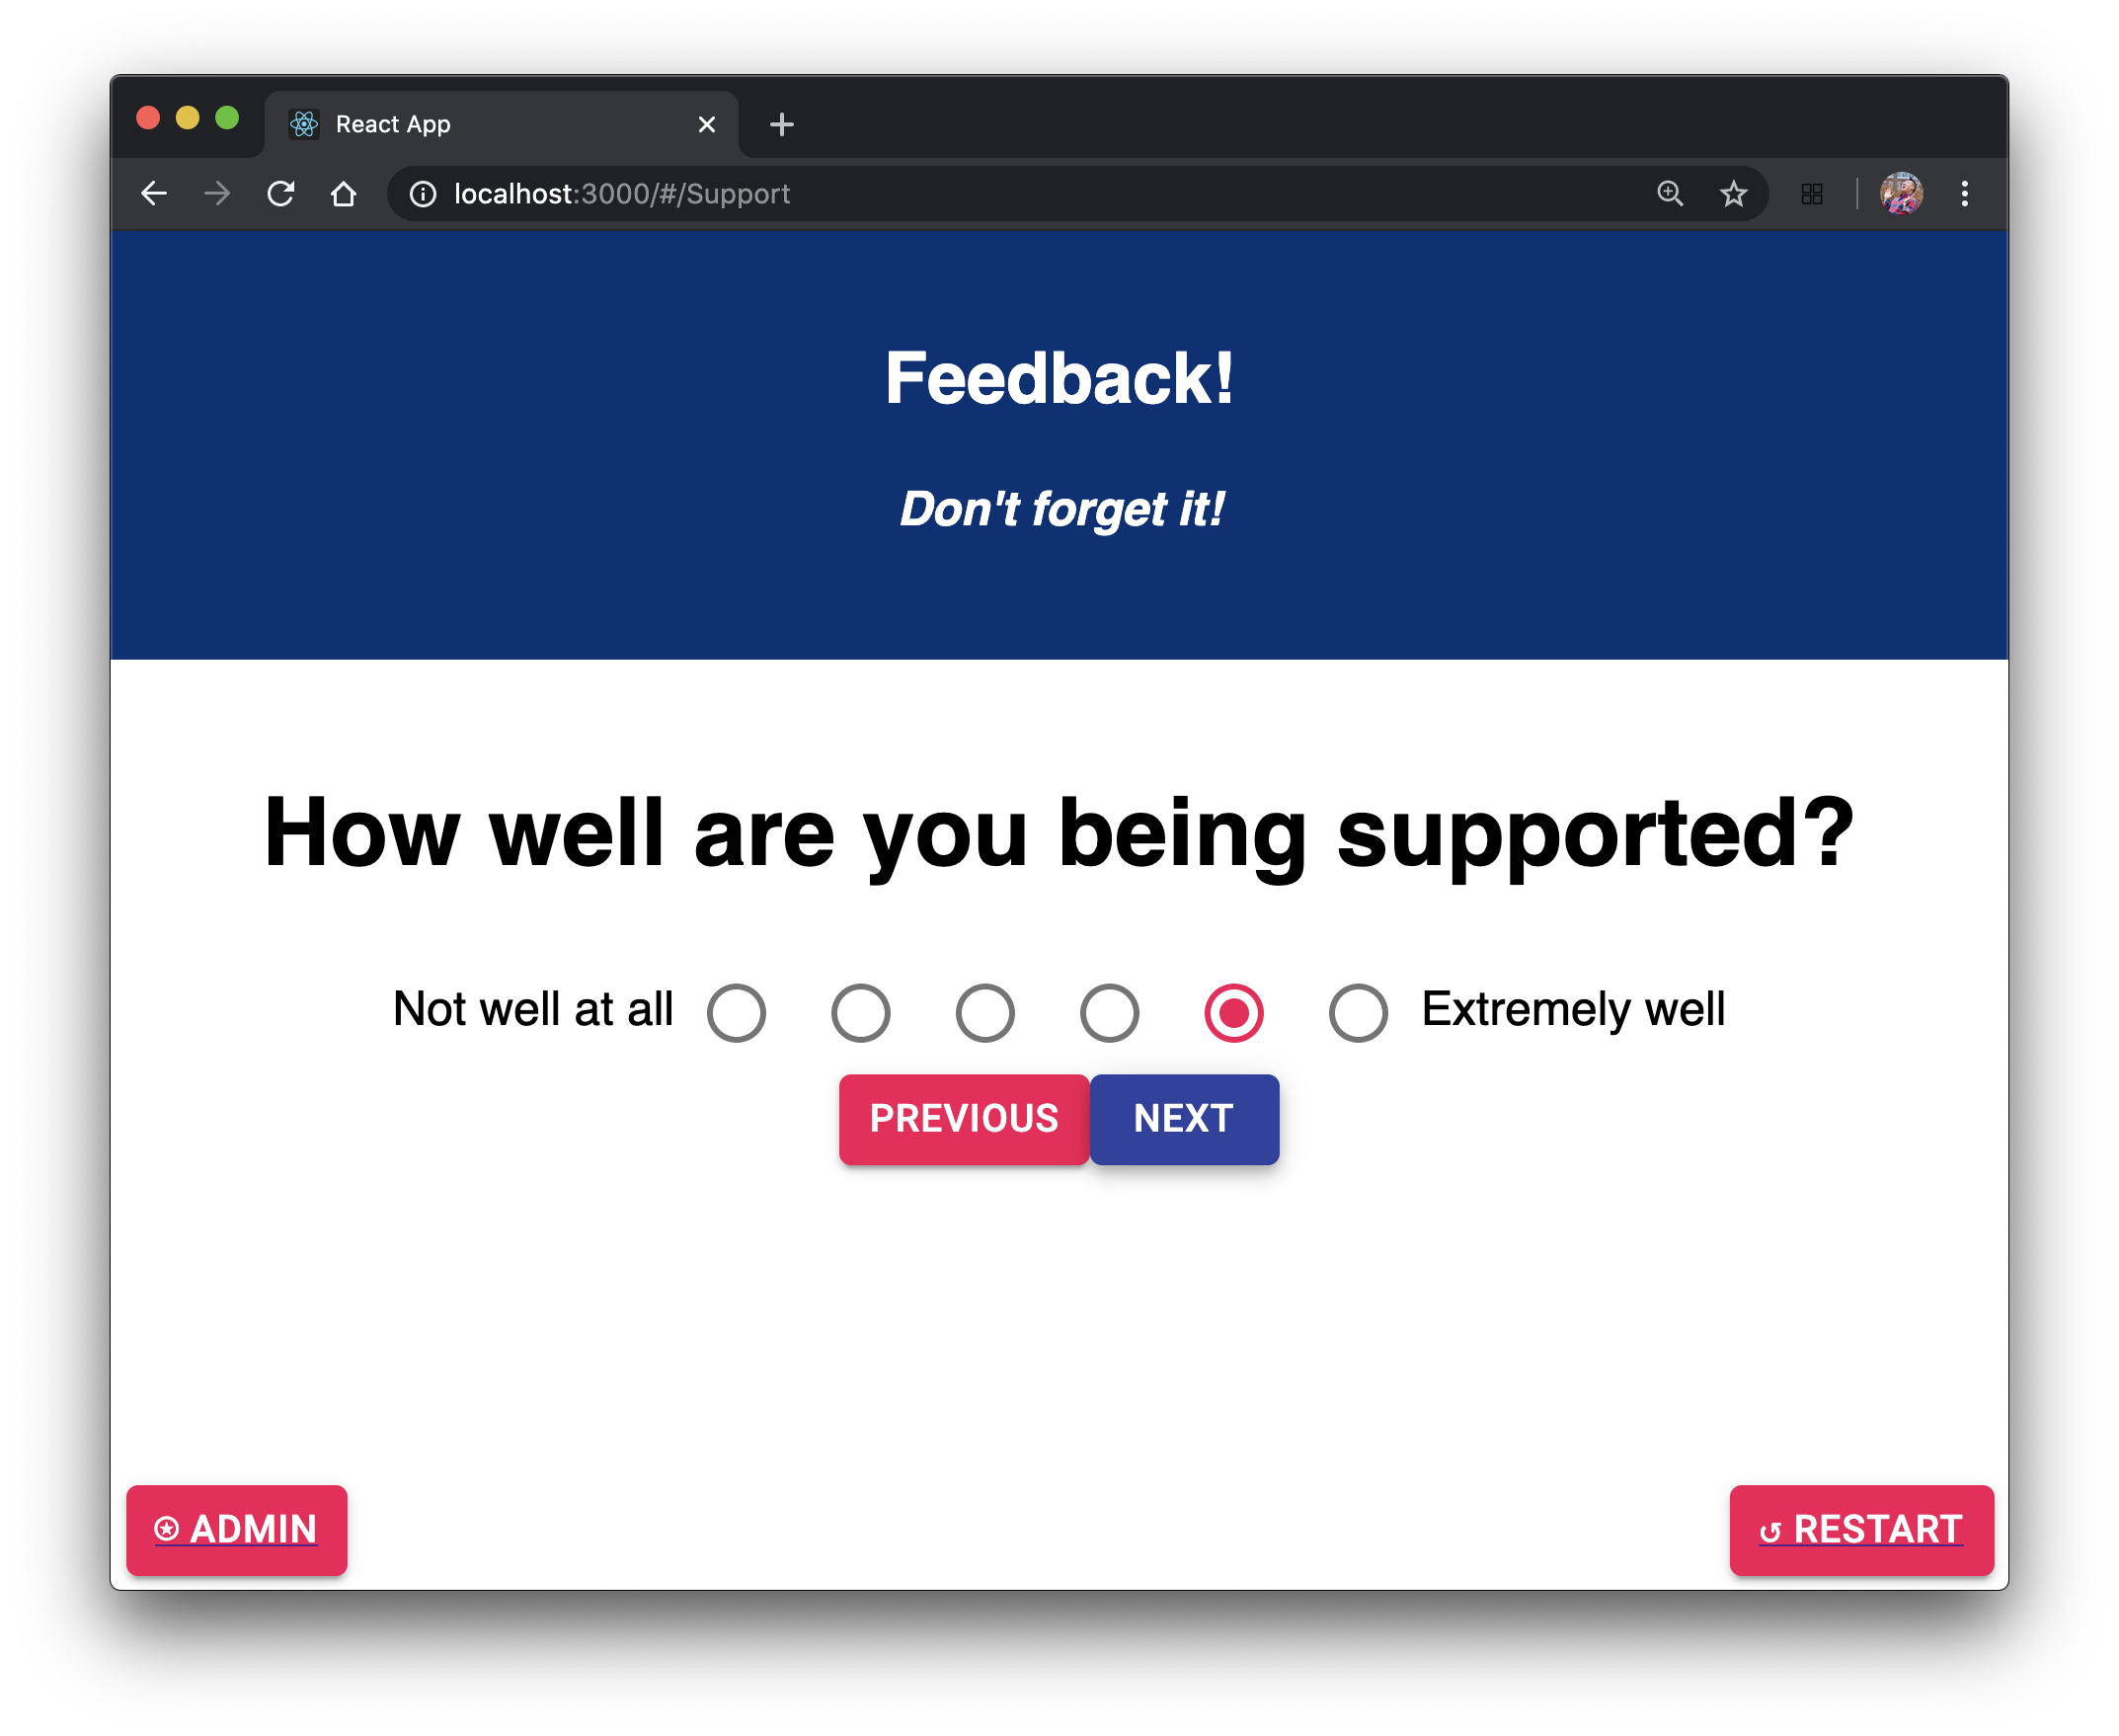 React App
localhost:3000/#/Support
Feedback!
Don't forget it!
How well are you being supported?
Not well at all Extremely well
PREVIOUS NEXT
✪ ADMIN ↺ RESTART